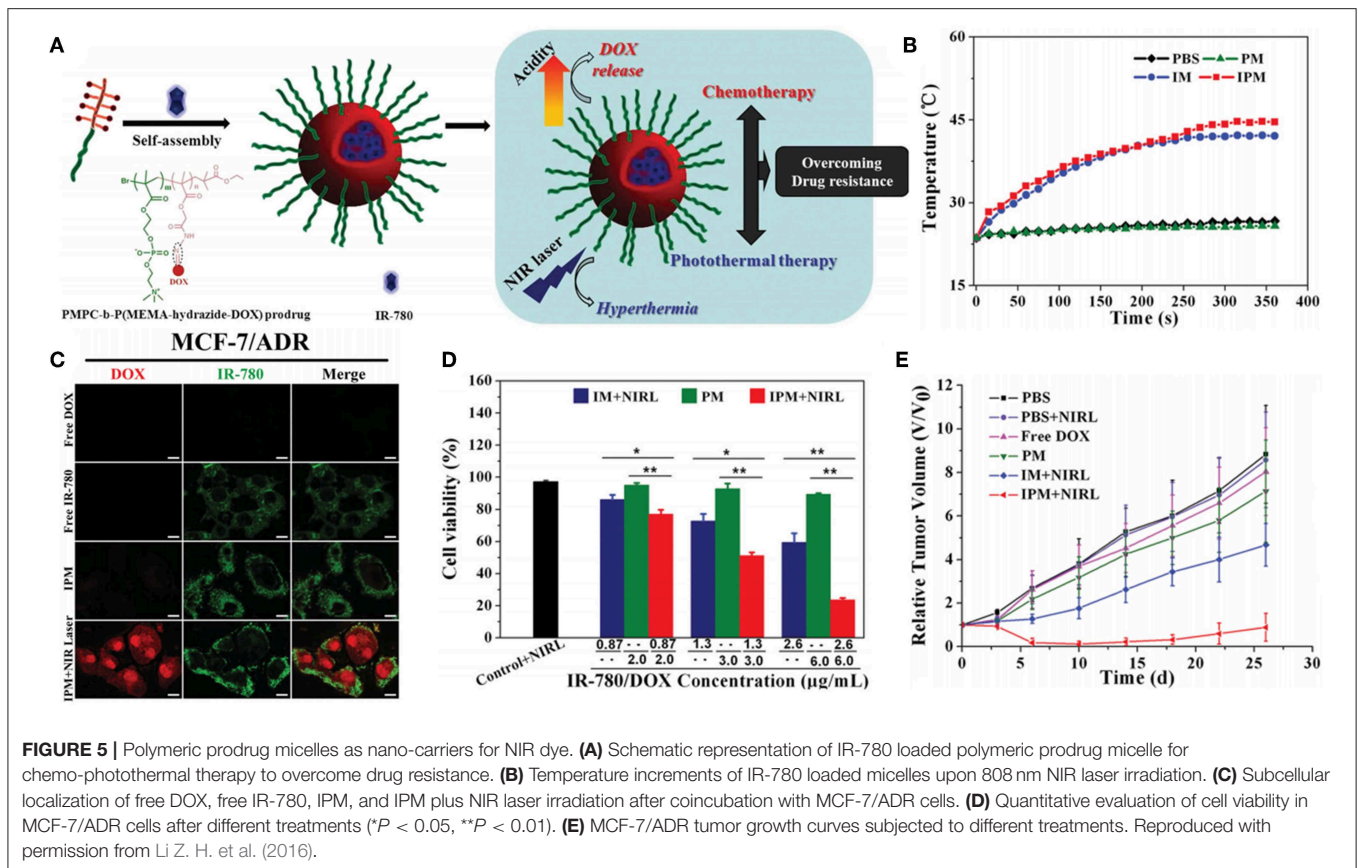 A
Self-assembly
Br
m
n
O
O
O
O
O
O
O
O
NH
O
P
O
O
N
DOX
PMPC-b-P(MEMA-hydrazide-DOX) prodrug
IR-780
Acidity
DOX
release
Chemotherapy
Overcoming
Drug resistance
Photothermal therapy
NIR laser
Hyperthermia
B
60
45
30
15
Temperature (℃)
PBS
PM
IM
IPM
0 50 100 150 200 250 300 350 400
Time (s)
C
MCF-7/ADR
DOX IR-780 Merge
Free DOX
Free IR-780
IPM
IPM+NIR Laser
D
160
140
120
100
80
60
40
20
0
Cell viability (%)
IM+NIRL PM IPM+NIRL
* * **
** ** **
Control+NIRL
0.87 -- 0.87 1.3 -- 1.3 2.6 -- 2.6
-- 2.0 2.0 -- 3.0 3.0 -- 6.0 6.0
IR-780/DOX Concentration (µg/mL)
E
12
10
8
6
4
2
0
Relative Tumor Volume (V/V0)
PBS
PBS+NIRL
Free DOX
PM
IM+NIRL
IPM+NIRL
0 5 10 15 20 25 30
Time (d)
FIGURE 5 | Polymeric prodrug micelles as nano-carriers for NIR dye. (A) Schematic representation of IR-780 loaded polymeric prodrug micelle for
chemo-photothermal therapy to overcome drug resistance. (B) Temperature increments of IR-780 loaded micelles upon 808 nm NIR laser irradiation. (C) Subcellular
localization of free DOX, free IR-780, IPM, and IPM plus NIR laser irradiation after coincubation with MCF-7/ADR cells. (D) Quantitative evaluation of cell viability in
MCF-7/ADR cells after different treatments (*P < 0.05, **P < 0.01). (E) MCF-7/ADR tumor growth curves subjected to different treatments. Reproduced with
permission from Li Z. H. et al. (2016).